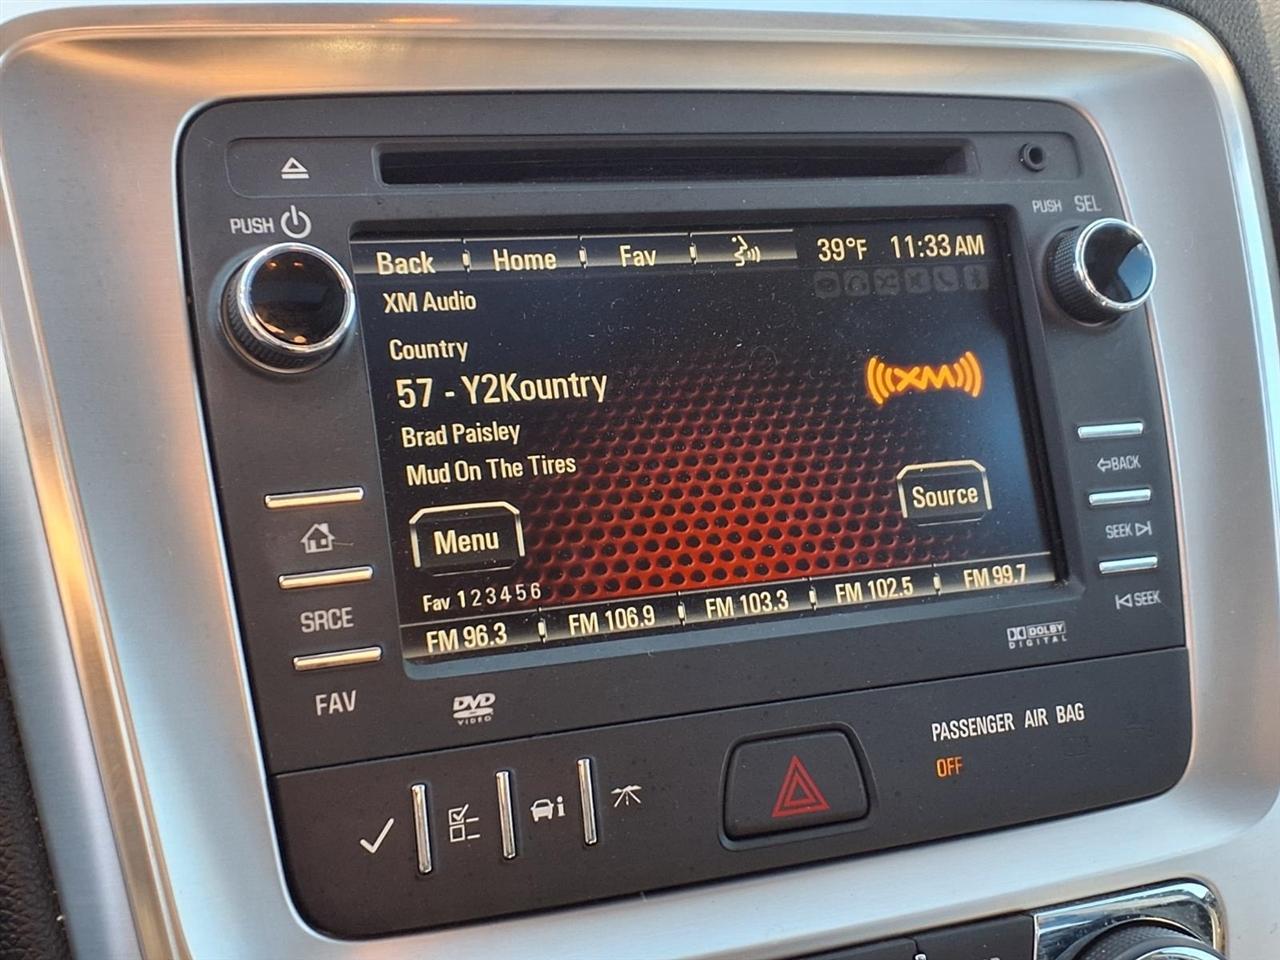 PUSH
PUSH SEL
Back Home Fav 39°F 11:33 AM
XM Audio
Country
57 - Y2Kountry
XM
Brad Paisley
Mud On The Tires
Menu
Source
Fav 1 2 3 4 5 6
FM 96.3 FM 106.9 FM 103.3 FM 102.5 FM 99.7
SRCE
FAV
BACK
SEEK
SEEK
DVD
VIDEO
DOLBY
DIGITAL
PASSENGER AIR BAG
OFF